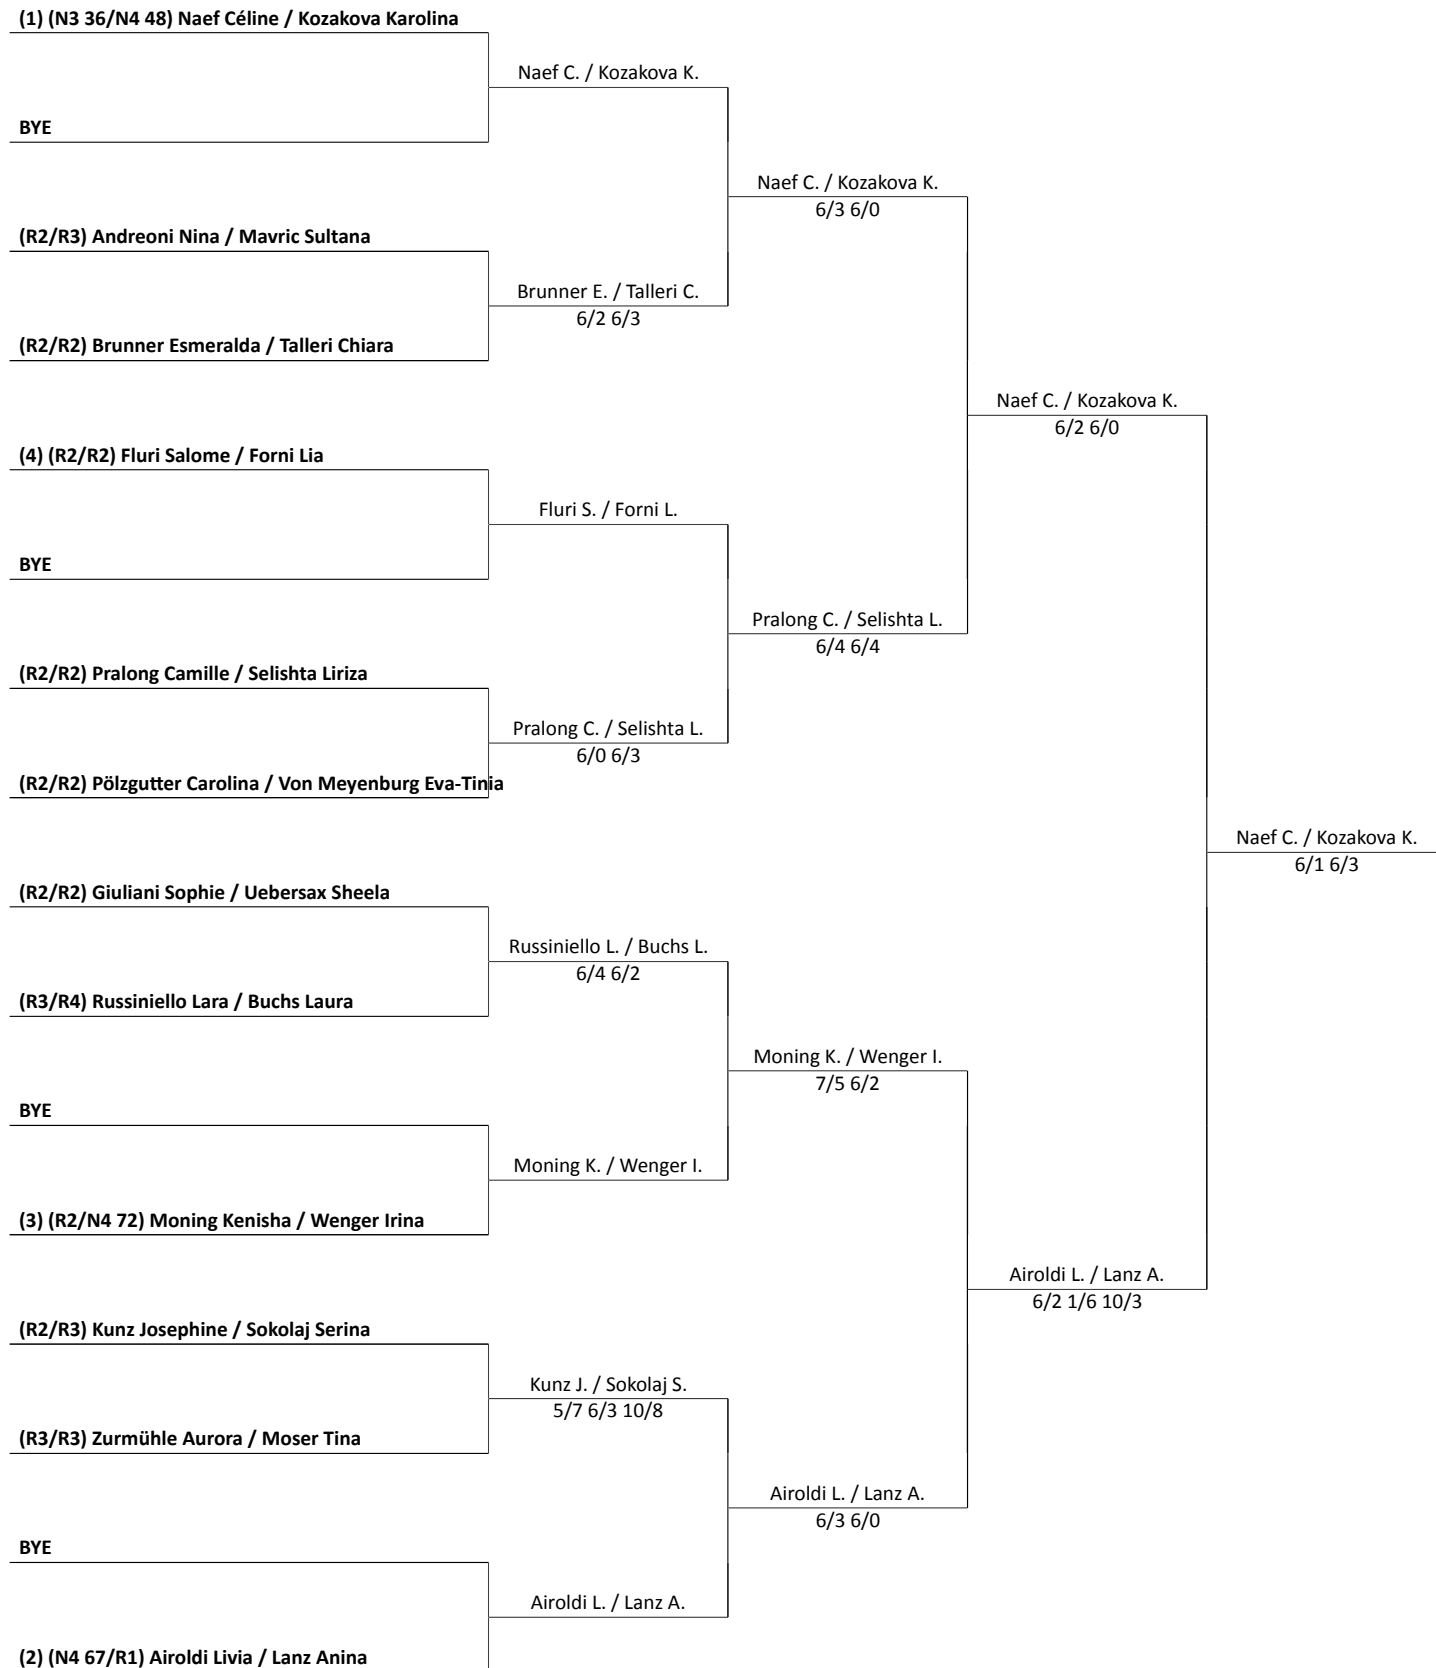 (1) (N3 36/N4 48) Naef Céline / Kozakova Karolina
Naef C. / Kozakova K.
BYE
Naef C. / Kozakova K.
6/3 6/0
(R2/R3) Andreoni Nina / Mavric Sultana
Brunner E. / Talleri C.
6/2 6/3
(R2/R2) Brunner Esmeralda / Talleri Chiara
Naef C. / Kozakova K.
6/2 6/0
(4) (R2/R2) Fluri Salome / Forni Lia
Fluri S. / Forni L.
BYE
Pralong C. / Selishta L.
6/4 6/4
(R2/R2) Pralong Camille / Selishta Liriza
Pralong C. / Selishta L.
6/0 6/3
(R2/R2) Pölzgutter Carolina / Von Meyenburg Eva-Tinia
Naef C. / Kozakova K.
6/1 6/3
(R2/R2) Giuliani Sophie / Uebersax Sheela
Russiniello L. / Buchs L.
6/4 6/2
(R3/R4) Russiniello Lara / Buchs Laura
Moning K. / Wenger I.
7/5 6/2
BYE
Moning K. / Wenger I.
(3) (R2/N4 72) Moning Kenisha / Wenger Irina
Airoldi L. / Lanz A.
6/2 1/6 10/3
(R2/R3) Kunz Josephine / Sokolaj Serina
Kunz J. / Sokolaj S.
5/7 6/3 10/8
(R3/R3) Zurmühle Aurora / Moser Tina
Airoldi L. / Lanz A.
6/3 6/0
BYE
Airoldi L. / Lanz A.
(2) (N4 67/R1) Airoldi Livia / Lanz Anina